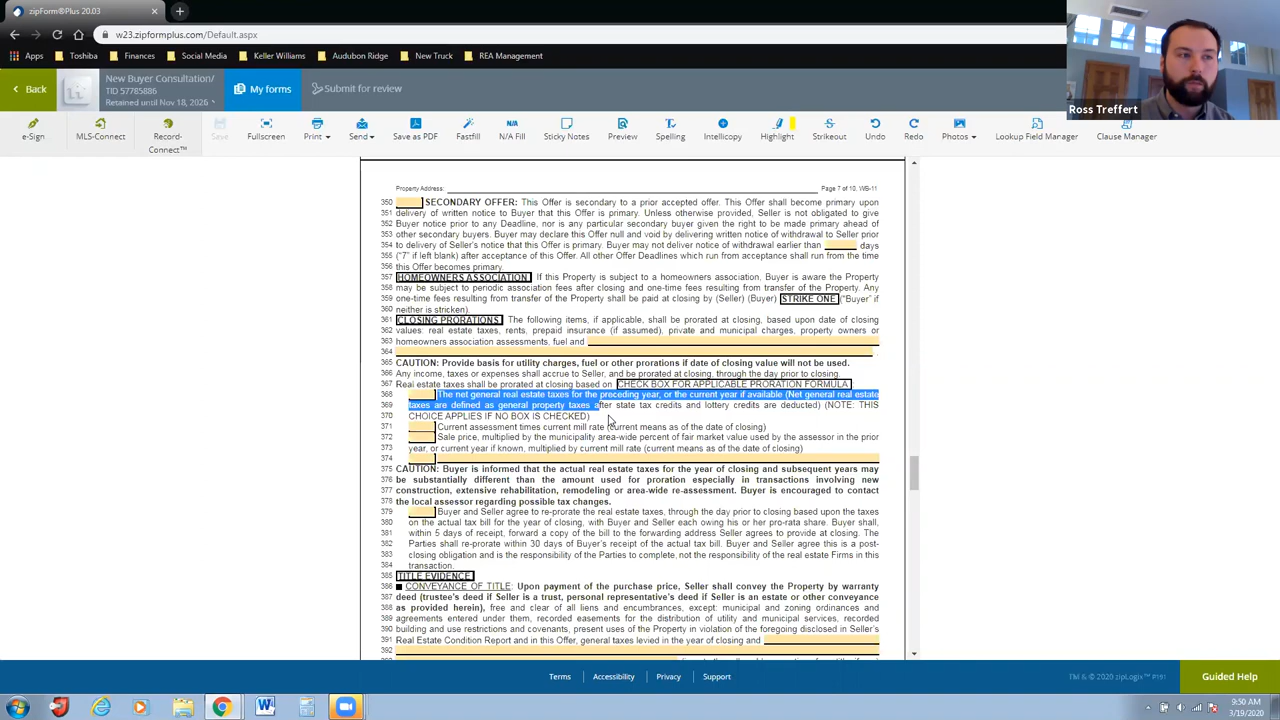 zipForm®Plus 20.03
w23.zipformplus.com/Default.aspx
Apps Toshiba Finances Social Media Keller Williams Audubon Ridge New Truck REA Management
Ross Treffert
Back
New Buyer Consultation/
TID 57785886
Retained until Nov 18, 2026
My forms
Submit for review
e-Sign MLS-Connect Record-Connect™ Save Fullscreen Print Send Save as PDF Fastfill N/A Fill Sticky Notes Preview Spelling Intellicopy Highlight Strikeout Undo Redo Photos Lookup Field Manager Clause Manager
Property Address: Page 7 of 10, WB-11
350 SECONDARY OFFER: This Offer is secondary to a prior accepted offer. This Offer shall become primary upon
351 delivery of written notice to Buyer that this Offer is primary. Unless otherwise provided, Seller is not obligated to give
352 Buyer notice prior to any Deadline, nor is any particular secondary buyer given the right to be made primary ahead of
353 other secondary buyers. Buyer may declare this Offer null and void by delivering written notice of withdrawal to Seller prior
354 to delivery of Seller's notice that this Offer is primary. Buyer may not deliver notice of withdrawal earlier than days
355 ("7" if left blank) after acceptance of this Offer. All other Offer Deadlines which run from acceptance shall run from the time
356 this Offer becomes primary.
357 HOMEOWNERS ASSOCIATION If this Property is subject to a homeowners association, Buyer is aware the Property
358 may be subject to periodic association fees after closing and one-time fees resulting from transfer of the Property. Any
359 one-time fees resulting from transfer of the Property shall be paid at closing by (Seller) (Buyer) STRIKE ONE ("Buyer" if
360 neither is stricken).
361 CLOSING PRORATIONS The following items, if applicable, shall be prorated at closing, based upon date of closing
362 values: real estate taxes, rents, prepaid insurance (if assumed), private and municipal charges, property owners or
363 homeowners association assessments, fuel and
364 .
365 CAUTION: Provide basis for utility charges, fuel or other prorations if date of closing value will not be used.
366 Any income, taxes or expenses shall accrue to Seller, and be prorated at closing, through the day prior to closing.
367 Real estate taxes shall be prorated at closing based on CHECK BOX FOR APPLICABLE PRORATION FORMULA
368 The net general real estate taxes for the preceding year, or the current year if available (Net general real estate
369 taxes are defined as general property taxes after state tax credits and lottery credits are deducted) (NOTE: THIS
370 CHOICE APPLIES IF NO BOX IS CHECKED)
371 Current assessment times current mill rate (current means as of the date of closing)
372 Sale price, multiplied by the municipality area-wide percent of fair market value used by the assessor in the prior
373 year, or current year if known, multiplied by current mill rate (current means as of the date of closing)
374
375 CAUTION: Buyer is informed that the actual real estate taxes for the year of closing and subsequent years may
376 be substantially different than the amount used for proration especially in transactions involving new
377 construction, extensive rehabilitation, remodeling or area-wide re-assessment. Buyer is encouraged to contact
378 the local assessor regarding possible tax changes.
379 Buyer and Seller agree to re-prorate the real estate taxes, through the day prior to closing based upon the taxes
380 on the actual tax bill for the year of closing, with Buyer and Seller each owing his or her pro-rata share. Buyer shall,
381 within 5 days of receipt, forward a copy of the bill to the forwarding address Seller agrees to provide at closing. The
382 Parties shall re-prorate within 30 days of Buyer's receipt of the actual tax bill. Buyer and Seller agree this is a post-
383 closing obligation and is the responsibility of the Parties to complete, not the responsibility of the real estate Firms in this
384 transaction.
385 TITLE EVIDENCE
386 ■ CONVEYANCE OF TITLE: Upon payment of the purchase price, Seller shall convey the Property by warranty
387 deed (trustee's deed if Seller is a trust, personal representative's deed if Seller is an estate or other conveyance
388 as provided herein), free and clear of all liens and encumbrances, except: municipal and zoning ordinances and
389 agreements entered under them, recorded easements for the distribution of utility and municipal services, recorded
390 building and use restrictions and covenants, present uses of the Property in violation of the foregoing disclosed in Seller's
391 Real Estate Condition Report and in this Offer, general taxes levied in the year of closing and
392
Terms Accessibility Privacy Support
TM & © 2020 zipLogix™ P191
Guided Help
9:50 AM
3/19/2020